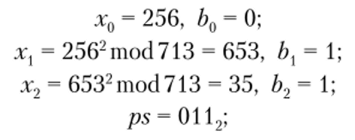 x₀ = 256, b₀ = 0;
x₁ = 256² mod 713 = 653, b₁ = 1;
x₂ = 653² mod 713 = 35, b₂ = 1;
ps = 011₂;